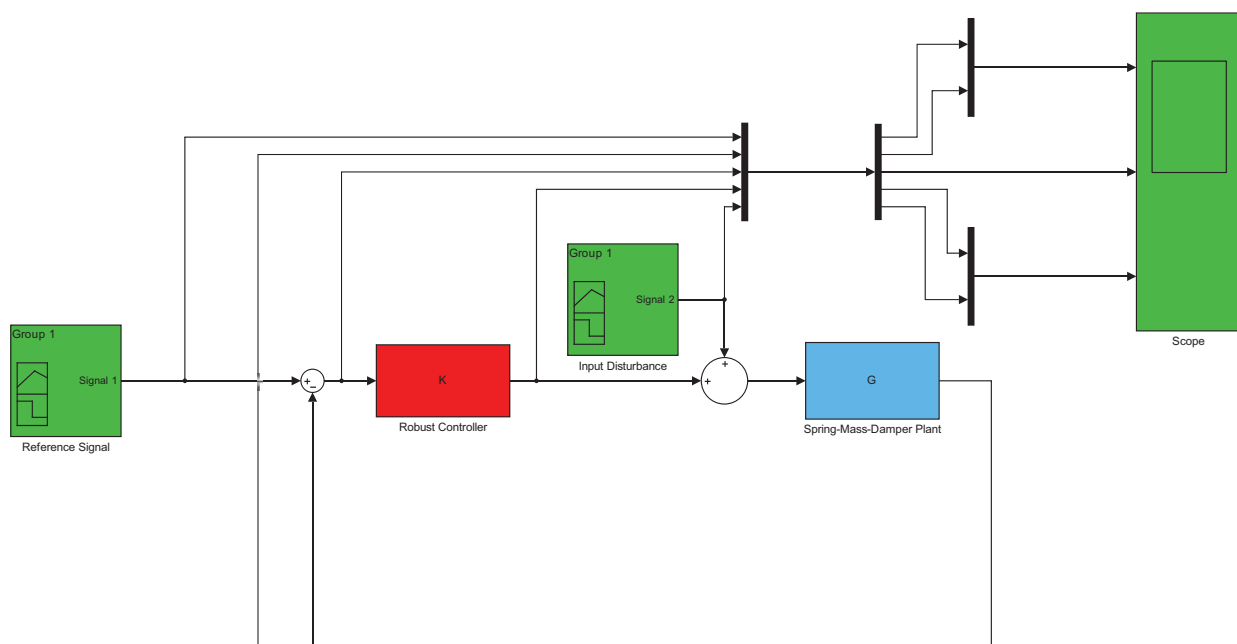 Group 1
Signal 2
Input Disturbance
Scope
Group 1
Signal 1
Reference Signal
+
−
K
Robust Controller
+
+
G
Spring-Mass-Damper Plant